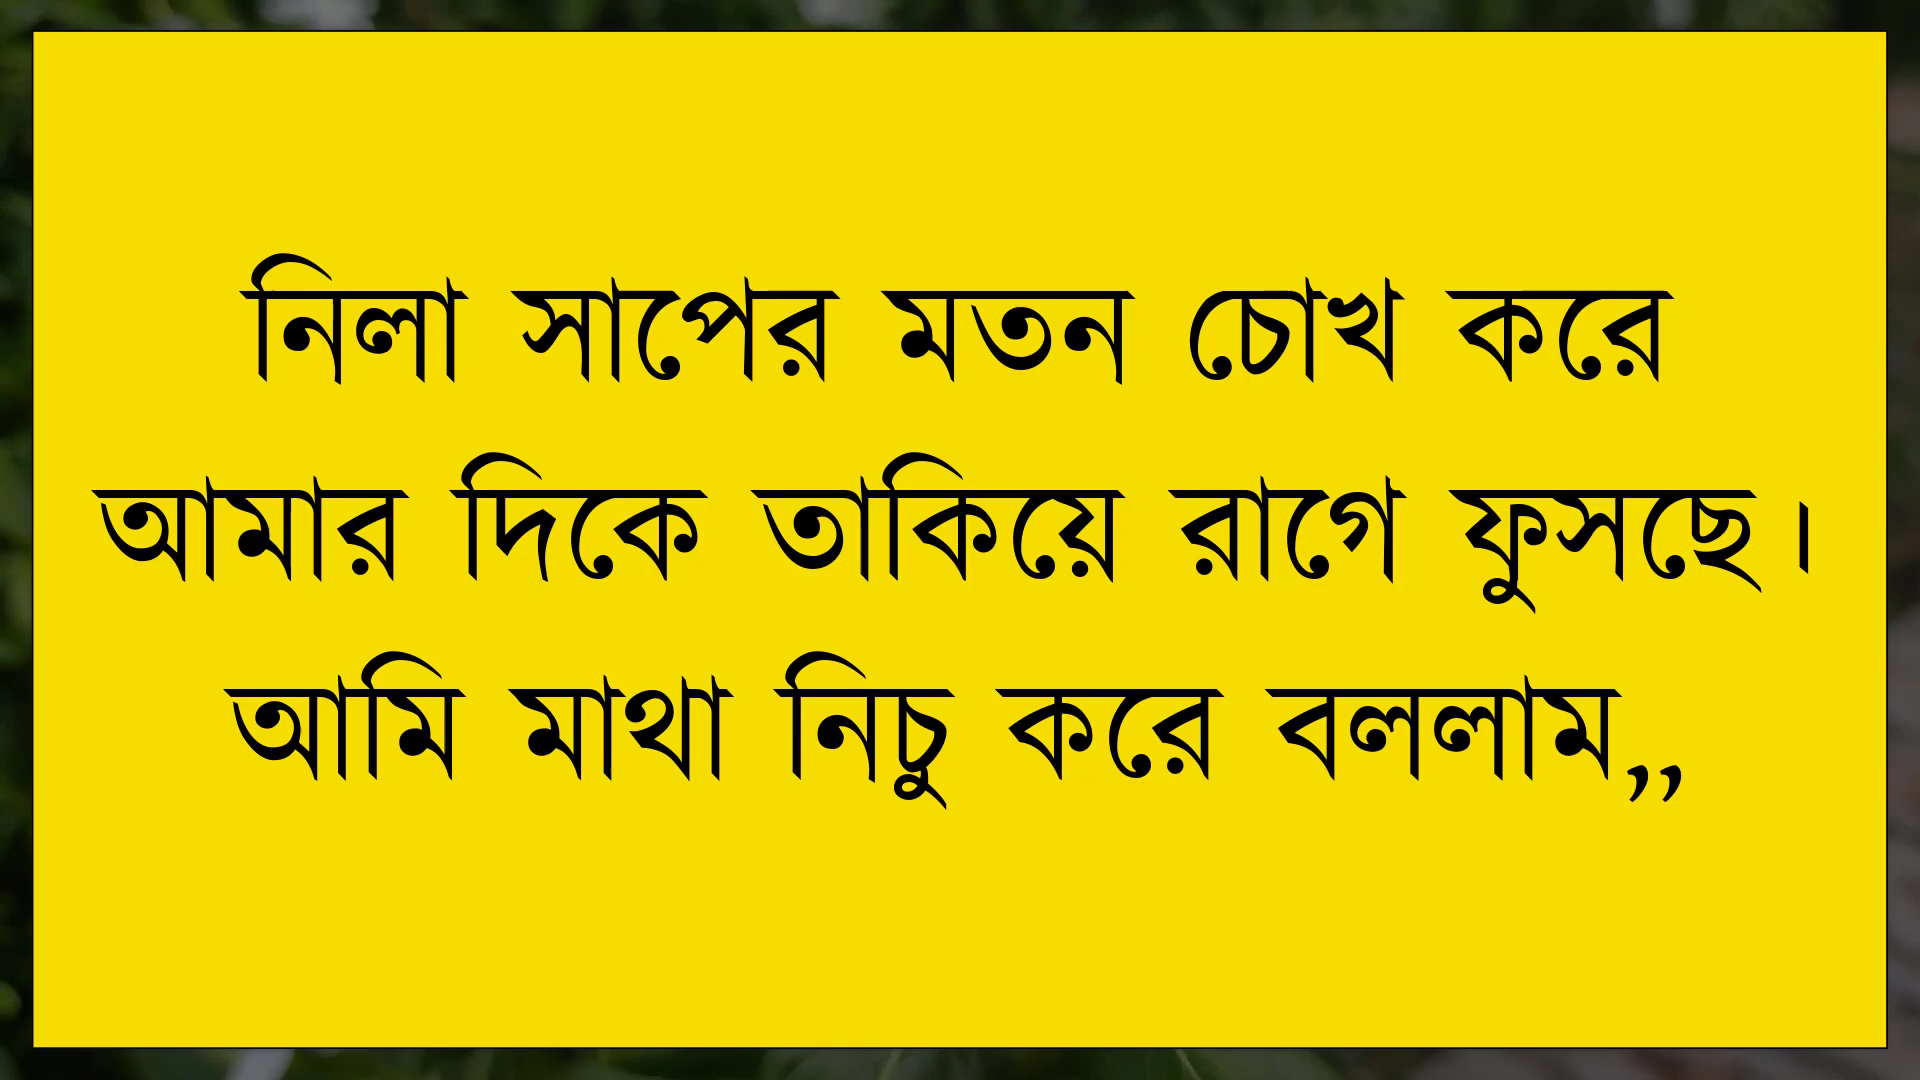 নিলা সাপের মতন চোখ করে
আমার দিকে তাকিয়ে রাগে ফুসছে।
আমি মাথা নিচু করে বললাম,,